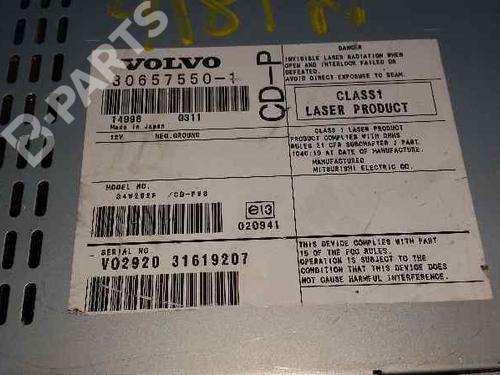 VOLVO
30657550-1
14998 0311
Made in Japan
12V NEG.GROUND
CD-P
DANGER
INVISIBLE LASER RADIATION WHEN
OPEN AND INTERLOCK FAILED OR
DEFEATED.
AVOID DIRECT EXPOSURE TO BEAM.
CLASS1
LASER PRODUCT
CLASS 1 LASER PRODUCT
PRODUCT COMPLIES WITH DHHS
RULES 21 CFR SUBCHAPTER J PART
1040.10 AT DATE OF MANUFACTURE.
MANUFACTURED
MITSUBISHI ELECTRIC CO.
MODEL NO.
e13
020941
SERIAL NO.
V02920 31619207
THIS DEVICE COMPLIES WITH PART
15 OF THE FCC RULES.
OPERATION IS SUBJECT TO THE
CONDITION THAT THIS DEVICE DOES
NOT CAUSE HARMFUL INTERFERENCE.